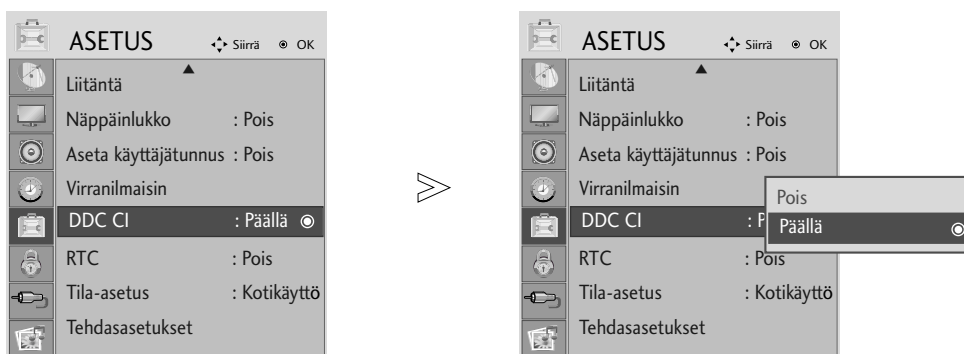 ASETUS Siirrä OK
Liitäntä
Näppäinlukko : Pois
Aseta käyttäjätunnus : Pois
Virranilmaisin
DDC CI : Päällä
RTC : Pois
Tila-asetus : Kotikäyttö
Tehdasasetukset
ASETUS Siirrä OK
Liitäntä
Näppäinlukko : Pois
Aseta käyttäjätunnus : Pois
Virranilmaisin
DDC CI : P
RTC : Pois
Tila-asetus : Kotikäyttö
Tehdasasetukset
Pois
Päällä